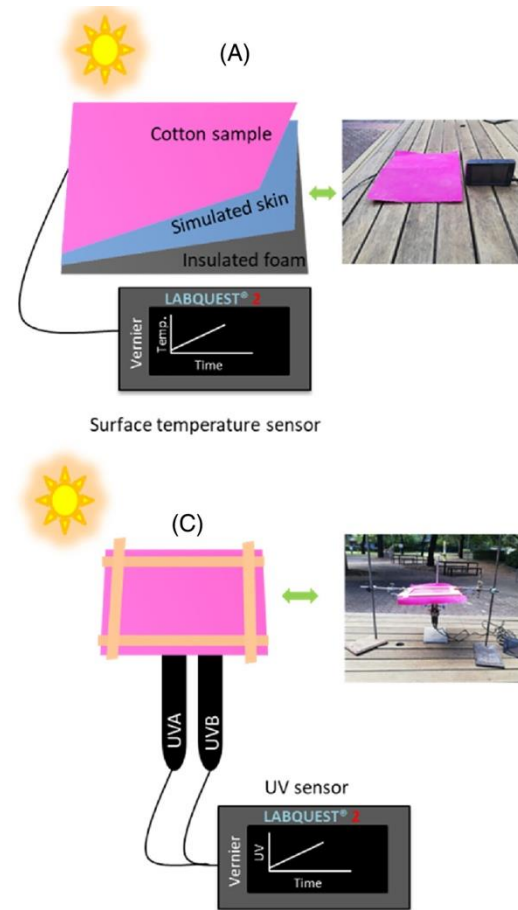 (A)
Cotton sample
Simulated skin
Insulated foam
LABQUEST® 2
Vernier
Temp.
Time
Surface temperature sensor
(C)
UVA
UVB
UV sensor
LABQUEST® 2
Vernier
UV
Time